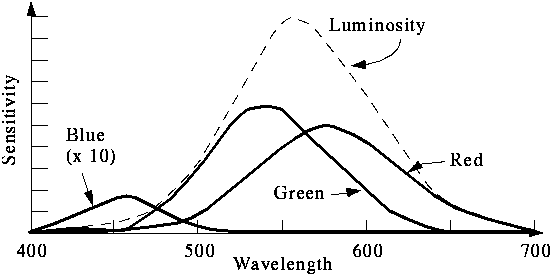 Luminosity
Sensitivity
Blue
(x 10)
Red
Green
400
500
600
700
Wavelength